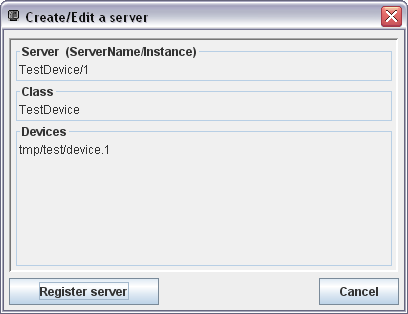 Create/Edit a server
Server (ServerName/Instance)
TestDevice/1
Class
TestDevice
Devices
tmp/test/device.1
Register server
Cancel